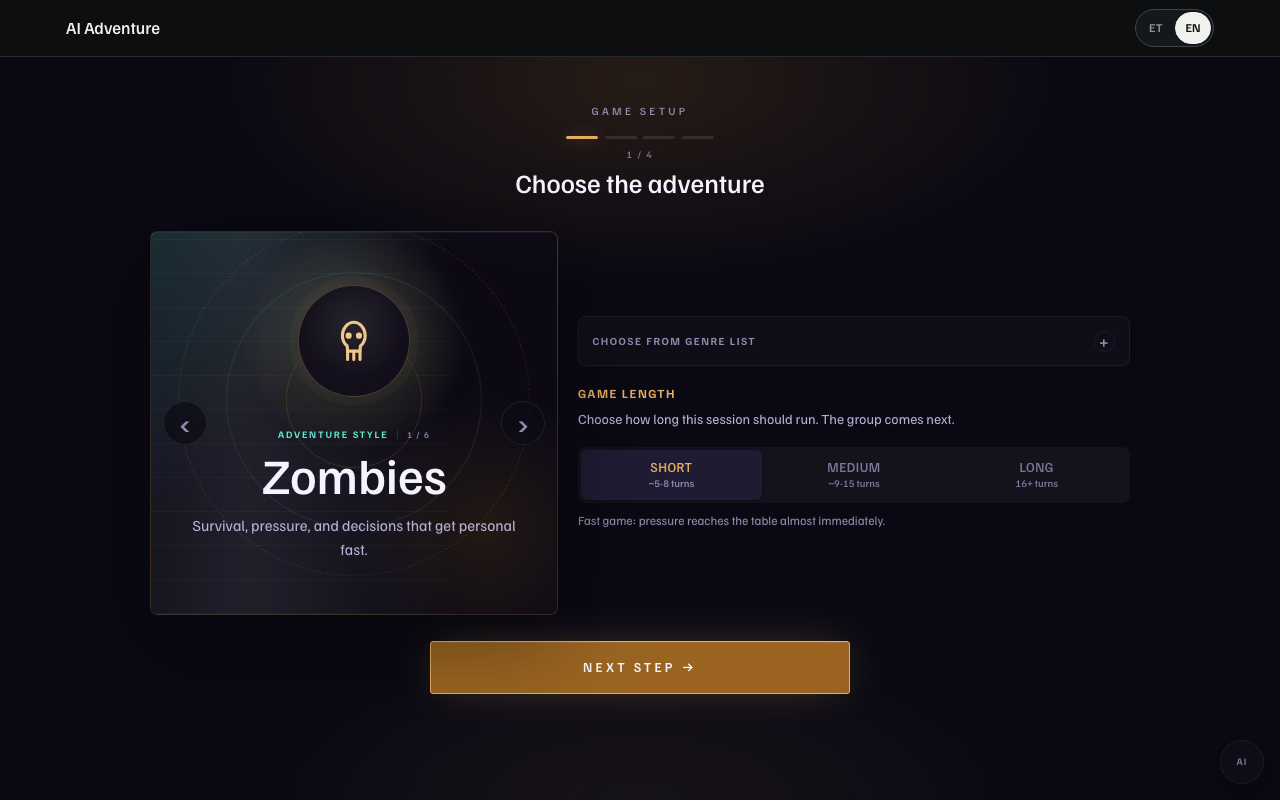 AI Adventure
ET
EN
GAME SETUP
1 / 4
Choose the adventure
ADVENTURE STYLE | 1 / 6
Zombies
Survival, pressure, and decisions that get personal
fast.
CHOOSE FROM GENRE LIST
+
GAME LENGTH
Choose how long this session should run. The group comes next.
SHORT
~5-8 turns
MEDIUM
~9-15 turns
LONG
16+ turns
Fast game: pressure reaches the table almost immediately.
NEXT STEP →
AI